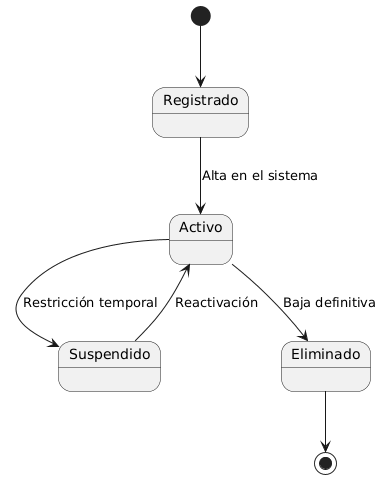 Registrado
Alta en el sistema
Activo
Restricción temporal
Reactivación
Baja definitiva
Suspendido
Eliminado